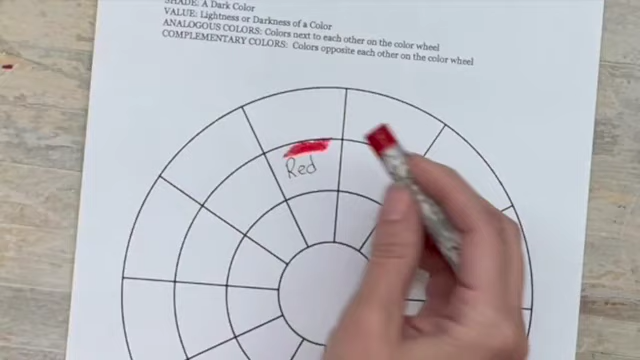 SHADE: A Dark Color
VALUE: Lightness or Darkness of a Color
ANALOGOUS COLORS: Colors next to each other on the color wheel
COMPLEMENTARY COLORS: Colors opposite each other on the color wheel
Red